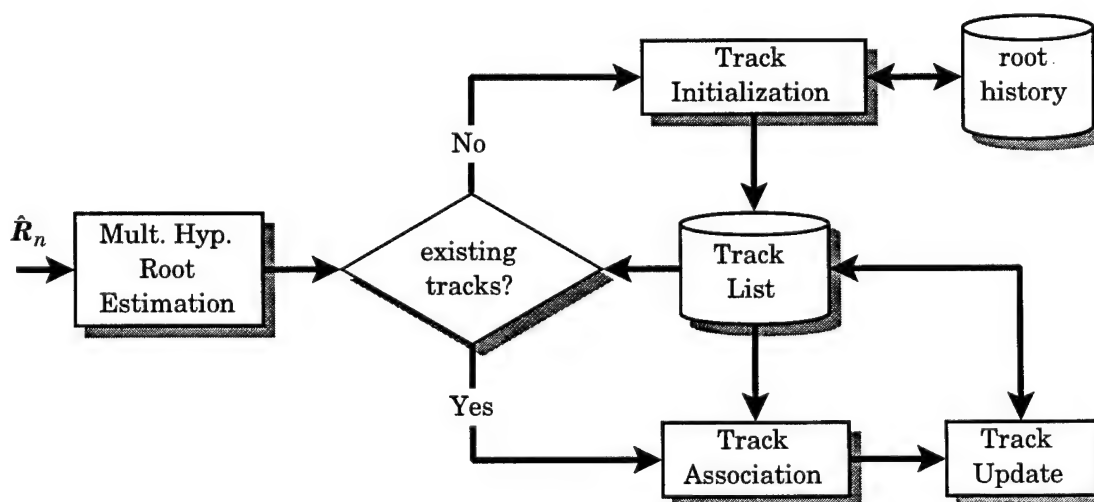 Track
Initialization
root
history
No
R̂ₙ
Mult. Hyp.
Root
Estimation
existing
tracks?
Track
List
Yes
Track
Association
Track
Update